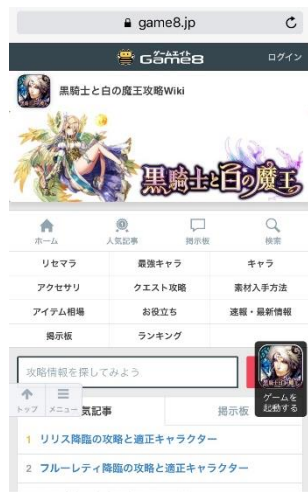 game8.jp
ゲームエイト
GAme8
ログイン
黒騎士と白の魔王攻略Wiki
黒騎士と白の魔王
ホーム 人気記事 掲示板 検索
リセマラ 最強キャラ キャラ
アクセサリ クエスト攻略 素材入手方法
アイテム相場 お役立ち 速報・最新情報
掲示板 ランキング
攻略情報を探してみよう
トップ メニュー
気記事 掲示板
ゲームを
起動する
1 リリス降臨の攻略と適正キャラクター
2 フルーレティ降臨の攻略と適正キャラクター